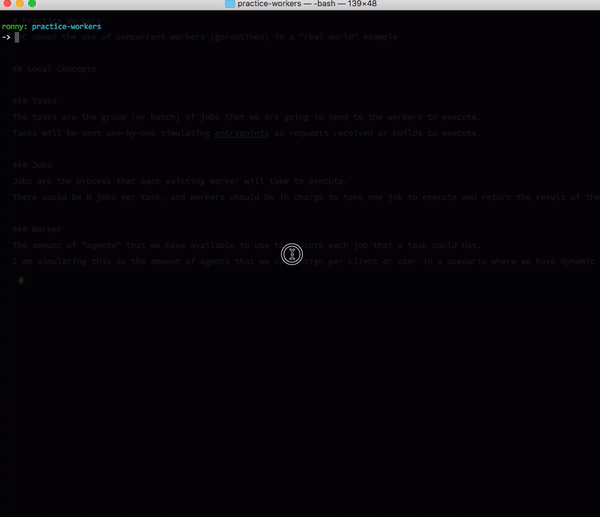 practice-workers — -bash — 139×48
ronny: practice-workers
->
about the use of concurrent workers (goroutines) in a "real world" example
## Local Concepts
### Tasks
The tasks are the group (or batch) of jobs that we are going to send to the workers to execute.
Tasks will be sent one-by-one simulating entrypoints as requests received or builds to execute.
### Jobs
Jobs are the process that each existing worker will take to execute.
There could be N jobs per task, and workers should be in charge to take one job to execute and return the result of the
### Worker
The amount of "agents" that we have available to use to execute each job that a task could has.
I am simulating this as the amount of agents that we can assign per client or user in a scenario where we have dynamic